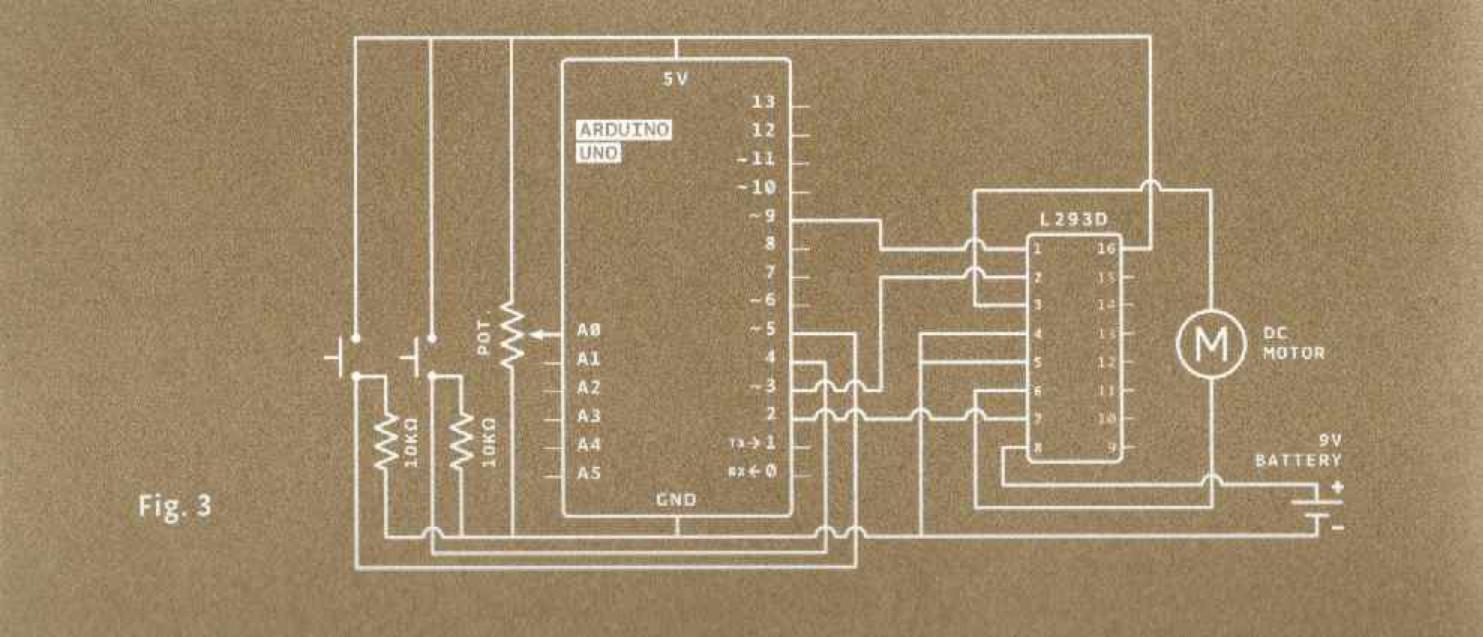 5V
ARDUINO
UNO
13
12
~11
~10
~9
8
7
~6
~5
4
~3
2
TX→1
RX←0
A0
A1
A2
A3
A4
A5
GND
POT.
10KΩ
10KΩ
L293D
1
2
3
4
5
6
7
8
16
15
14
13
12
11
10
9
M
DC
MOTOR
9V
BATTERY
+
-
Fig. 3